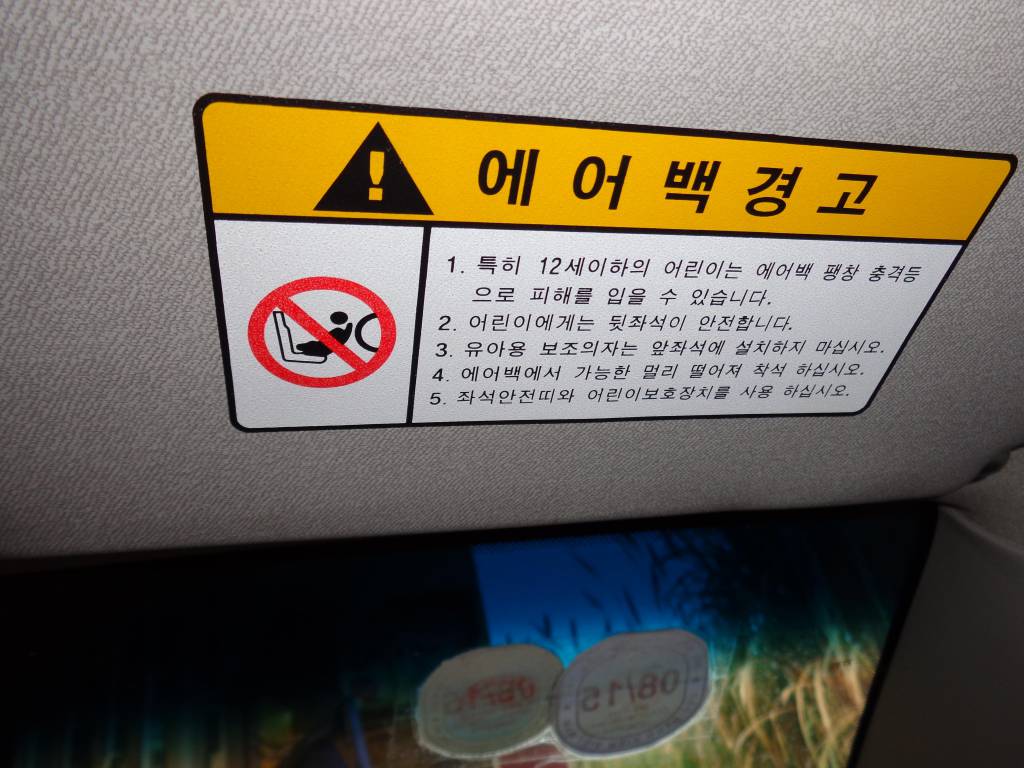 에어백경고
1. 특히 12세이하의 어린이는 에어백 팽창 충격등
으로 피해를 입을 수 있습니다.
2. 어린이에게는 뒷좌석이 안전합니다.
3. 유아용 보조의자는 앞좌석에 설치하지 마십시오.
4. 에어백에서 가능한 멀리 떨어져 착석 하십시오.
5. 좌석안전띠와 어린이보호장치를 사용 하십시오.
08/15